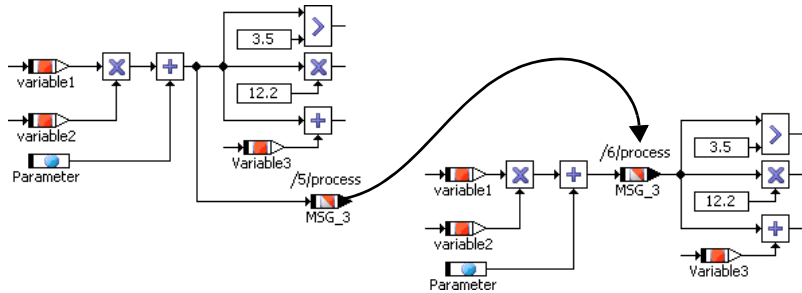 3.5
variable1
12.2
variable2
Variable3
Parameter
/5/process
MSG_3
/6/process
3.5
variable1
MSG_3
12.2
variable2
Variable3
Parameter